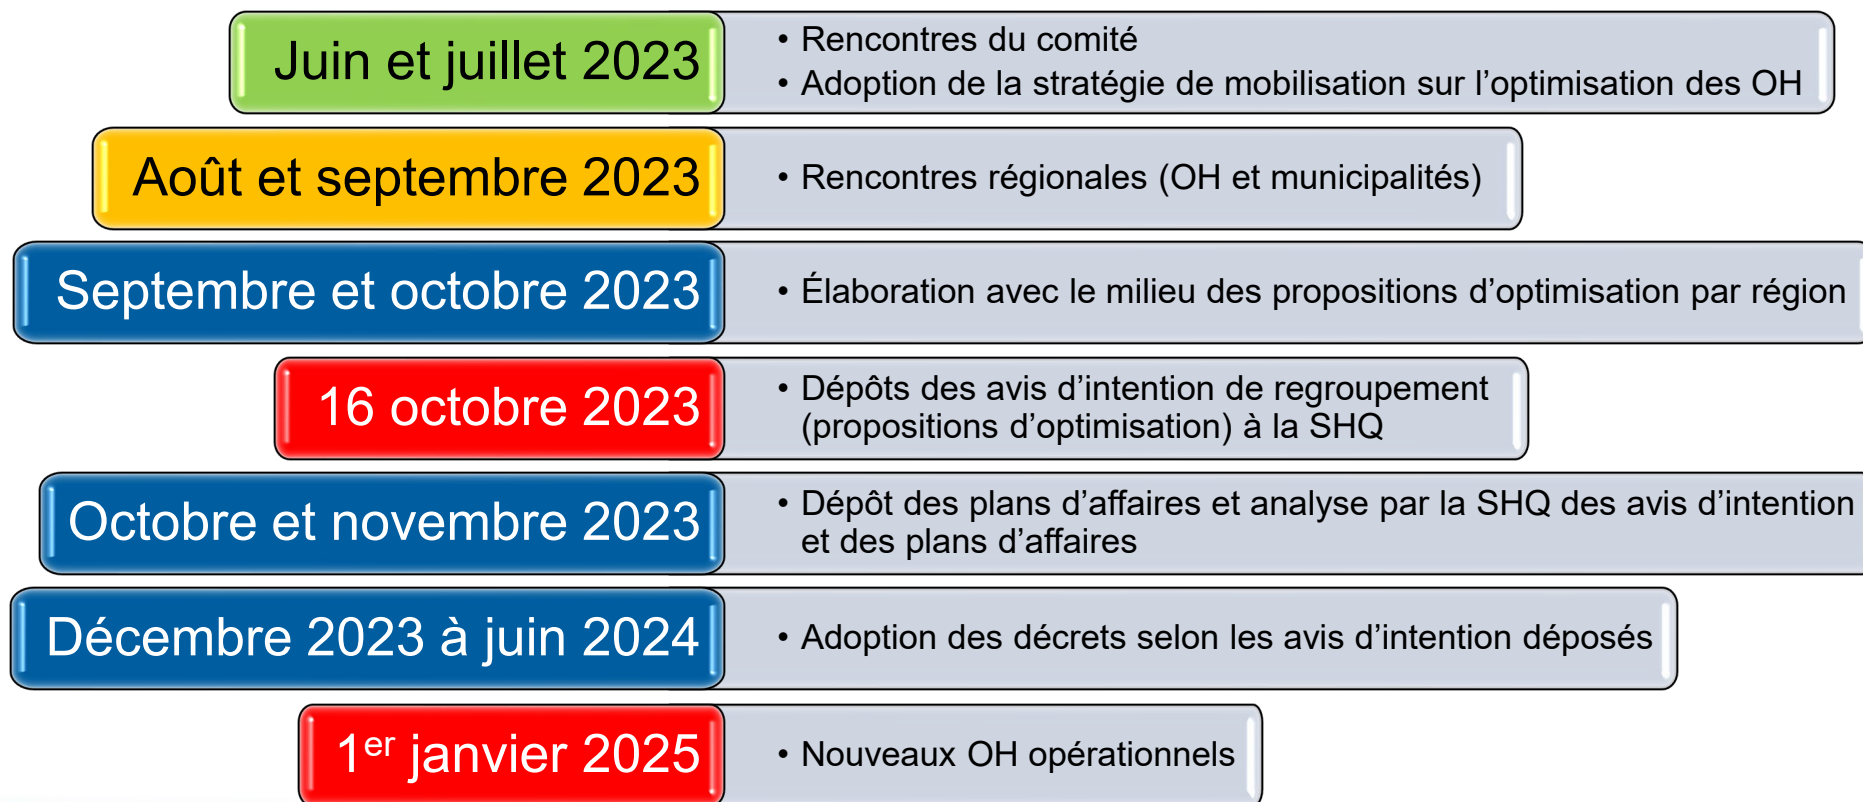 Juin et juillet 2023
• Rencontres du comité
• Adoption de la stratégie de mobilisation sur l’optimisation des OH
Août et septembre 2023
• Rencontres régionales (OH et municipalités)
Septembre et octobre 2023
• Élaboration avec le milieu des propositions d’optimisation par région
16 octobre 2023
• Dépôts des avis d’intention de regroupement
(propositions d’optimisation) à la SHQ
Octobre et novembre 2023
• Dépôt des plans d’affaires et analyse par la SHQ des avis d’intention
et des plans d’affaires
Décembre 2023 à juin 2024
• Adoption des décrets selon les avis d’intention déposés
1er janvier 2025
• Nouveaux OH opérationnels